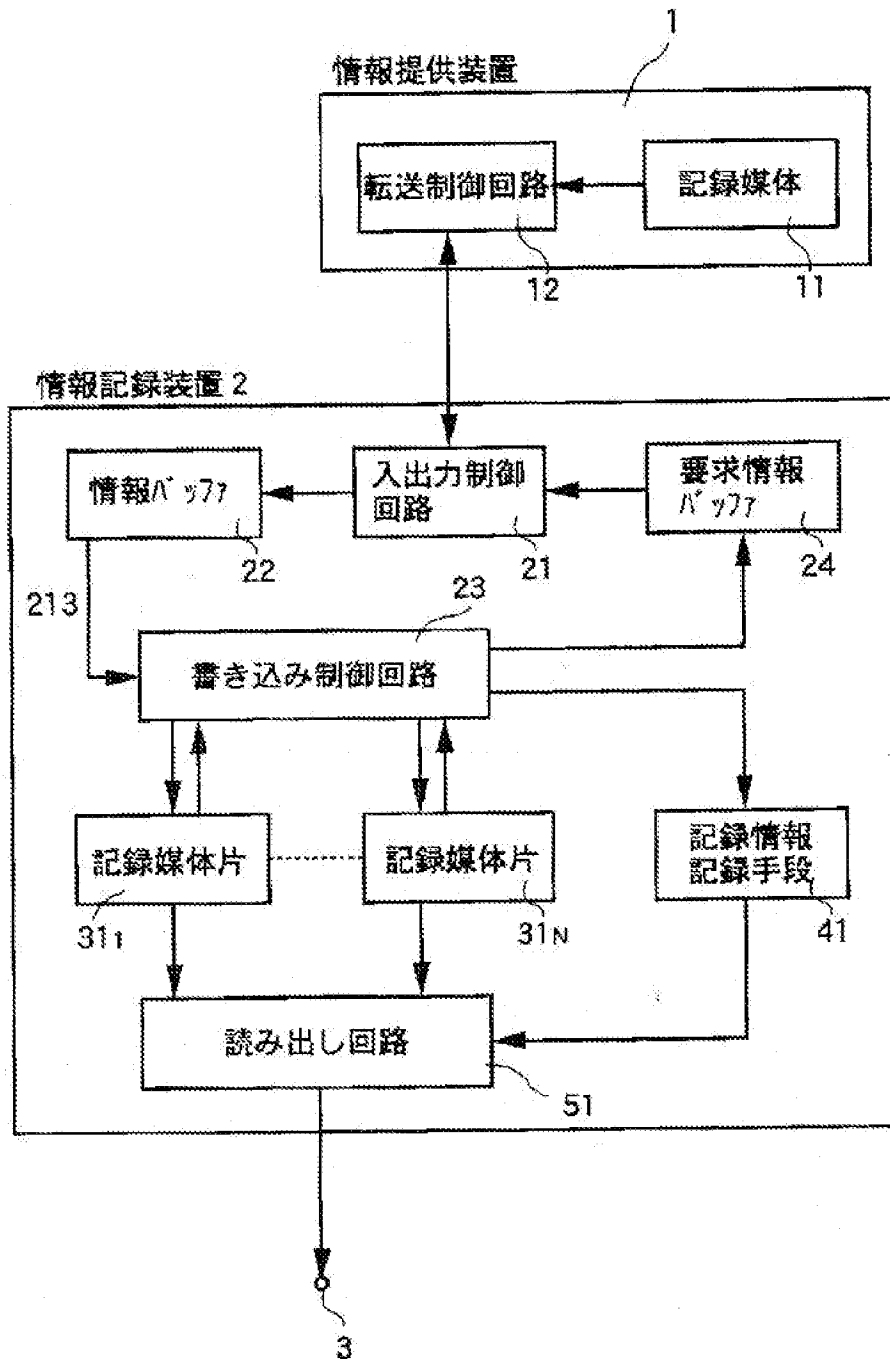 1
情報提供装置
転送制御回路
記録媒体
12
11
情報記録装置2
情報バッファ
入出力制御
回路
要求情報
バッファ
22
21
24
213
23
書き込み制御回路
記録媒体片
記録媒体片
記録情報
記録手段
311
31N
41
読み出し回路
51
3